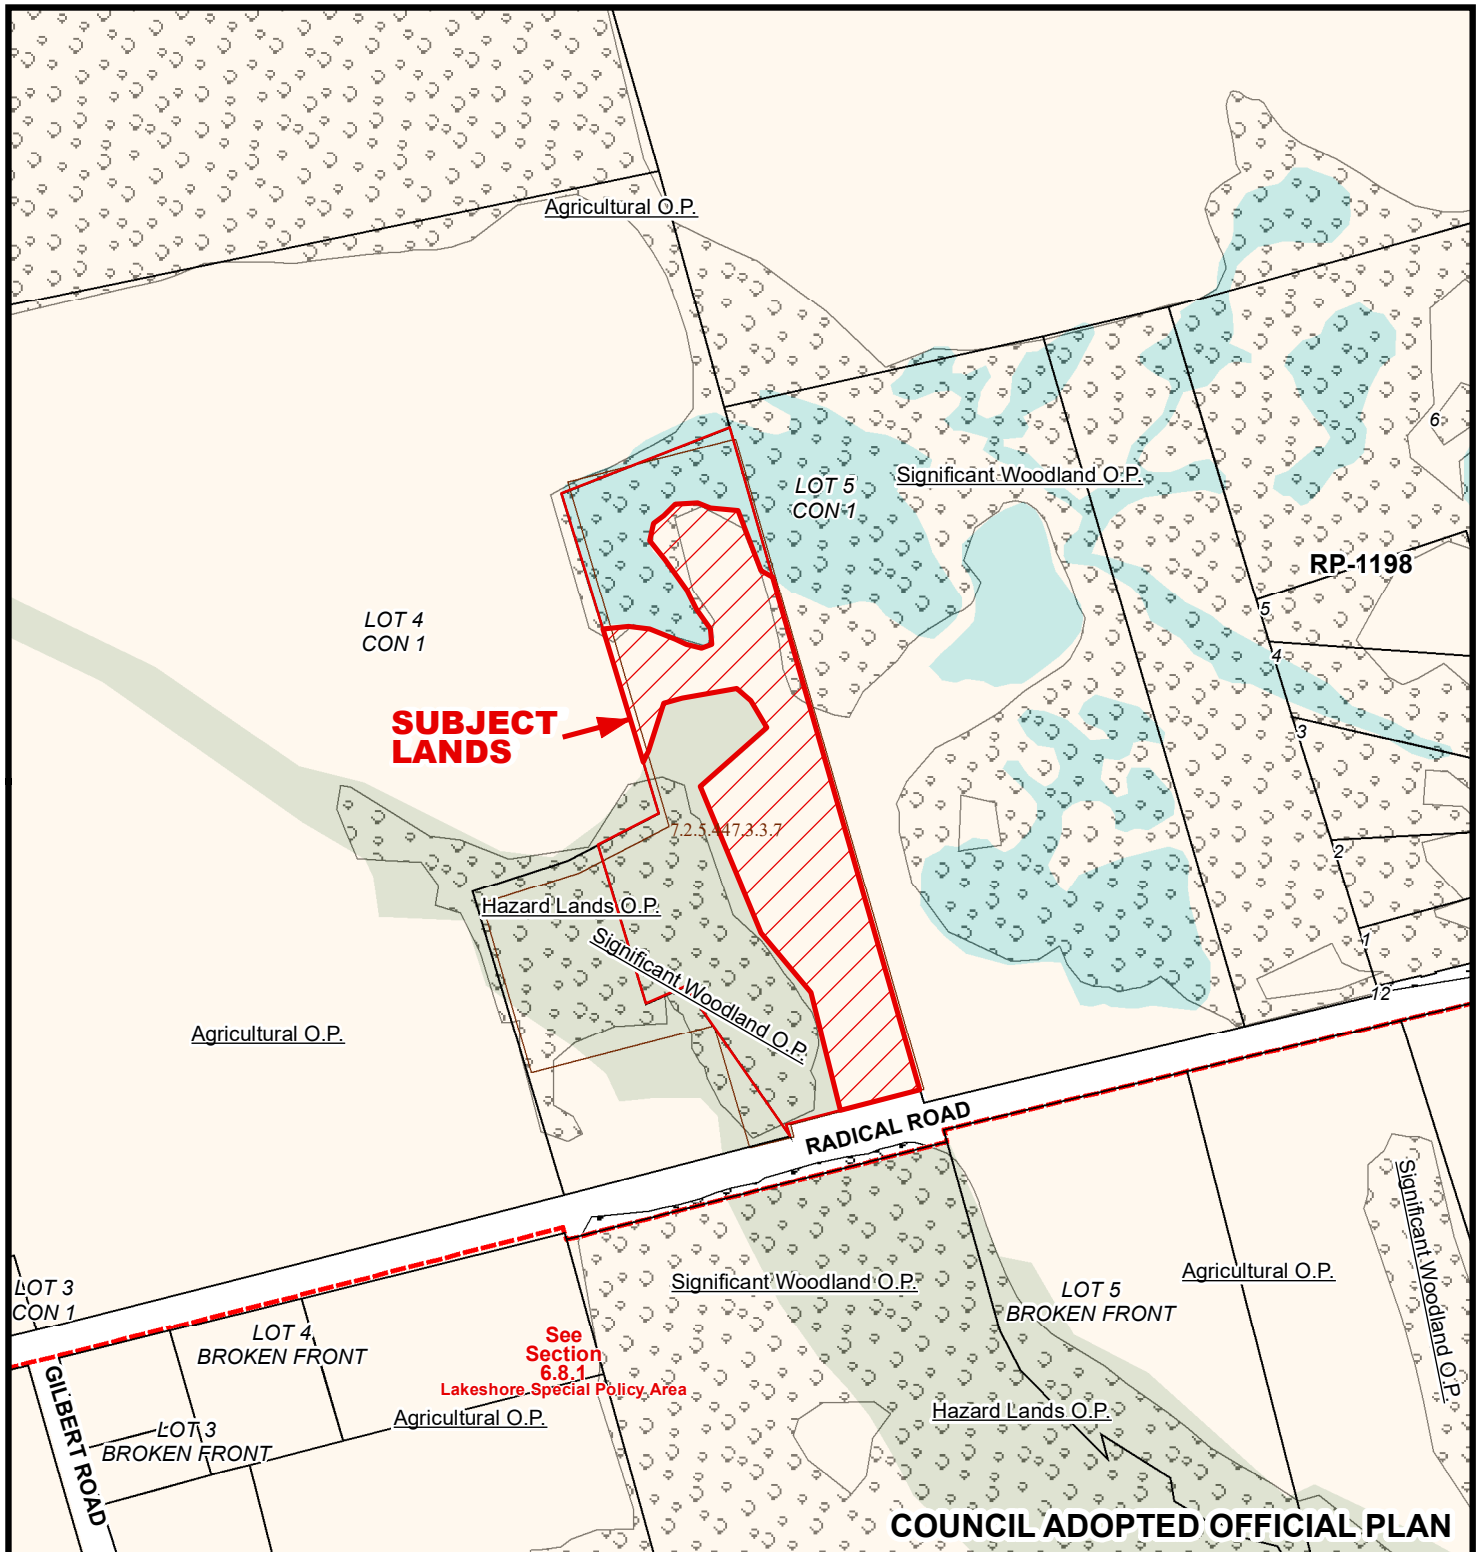 Agricultural O.P.
6
LOT 5
CON 1
Significant Woodland O.P.
RP-1198
5
LOT 4
CON 1
4
SUBJECT
LANDS
3
7.2.5.447.3.3.7
2
Hazard Lands O.P.
Significant Woodland O.P.
1
12
Agricultural O.P.
RADICAL ROAD
Significant Woodland O.P.
LOT 3
CON 1
Significant Woodland O.P.
LOT 5
BROKEN FRONT
Agricultural O.P.
LOT 4
BROKEN FRONT
See
Section
6.8.1
Lakeshore Special Policy Area
GILBERT ROAD
LOT 3
BROKEN FRONT
Agricultural O.P.
Hazard Lands O.P.
COUNCIL ADOPTED OFFICIAL PLAN